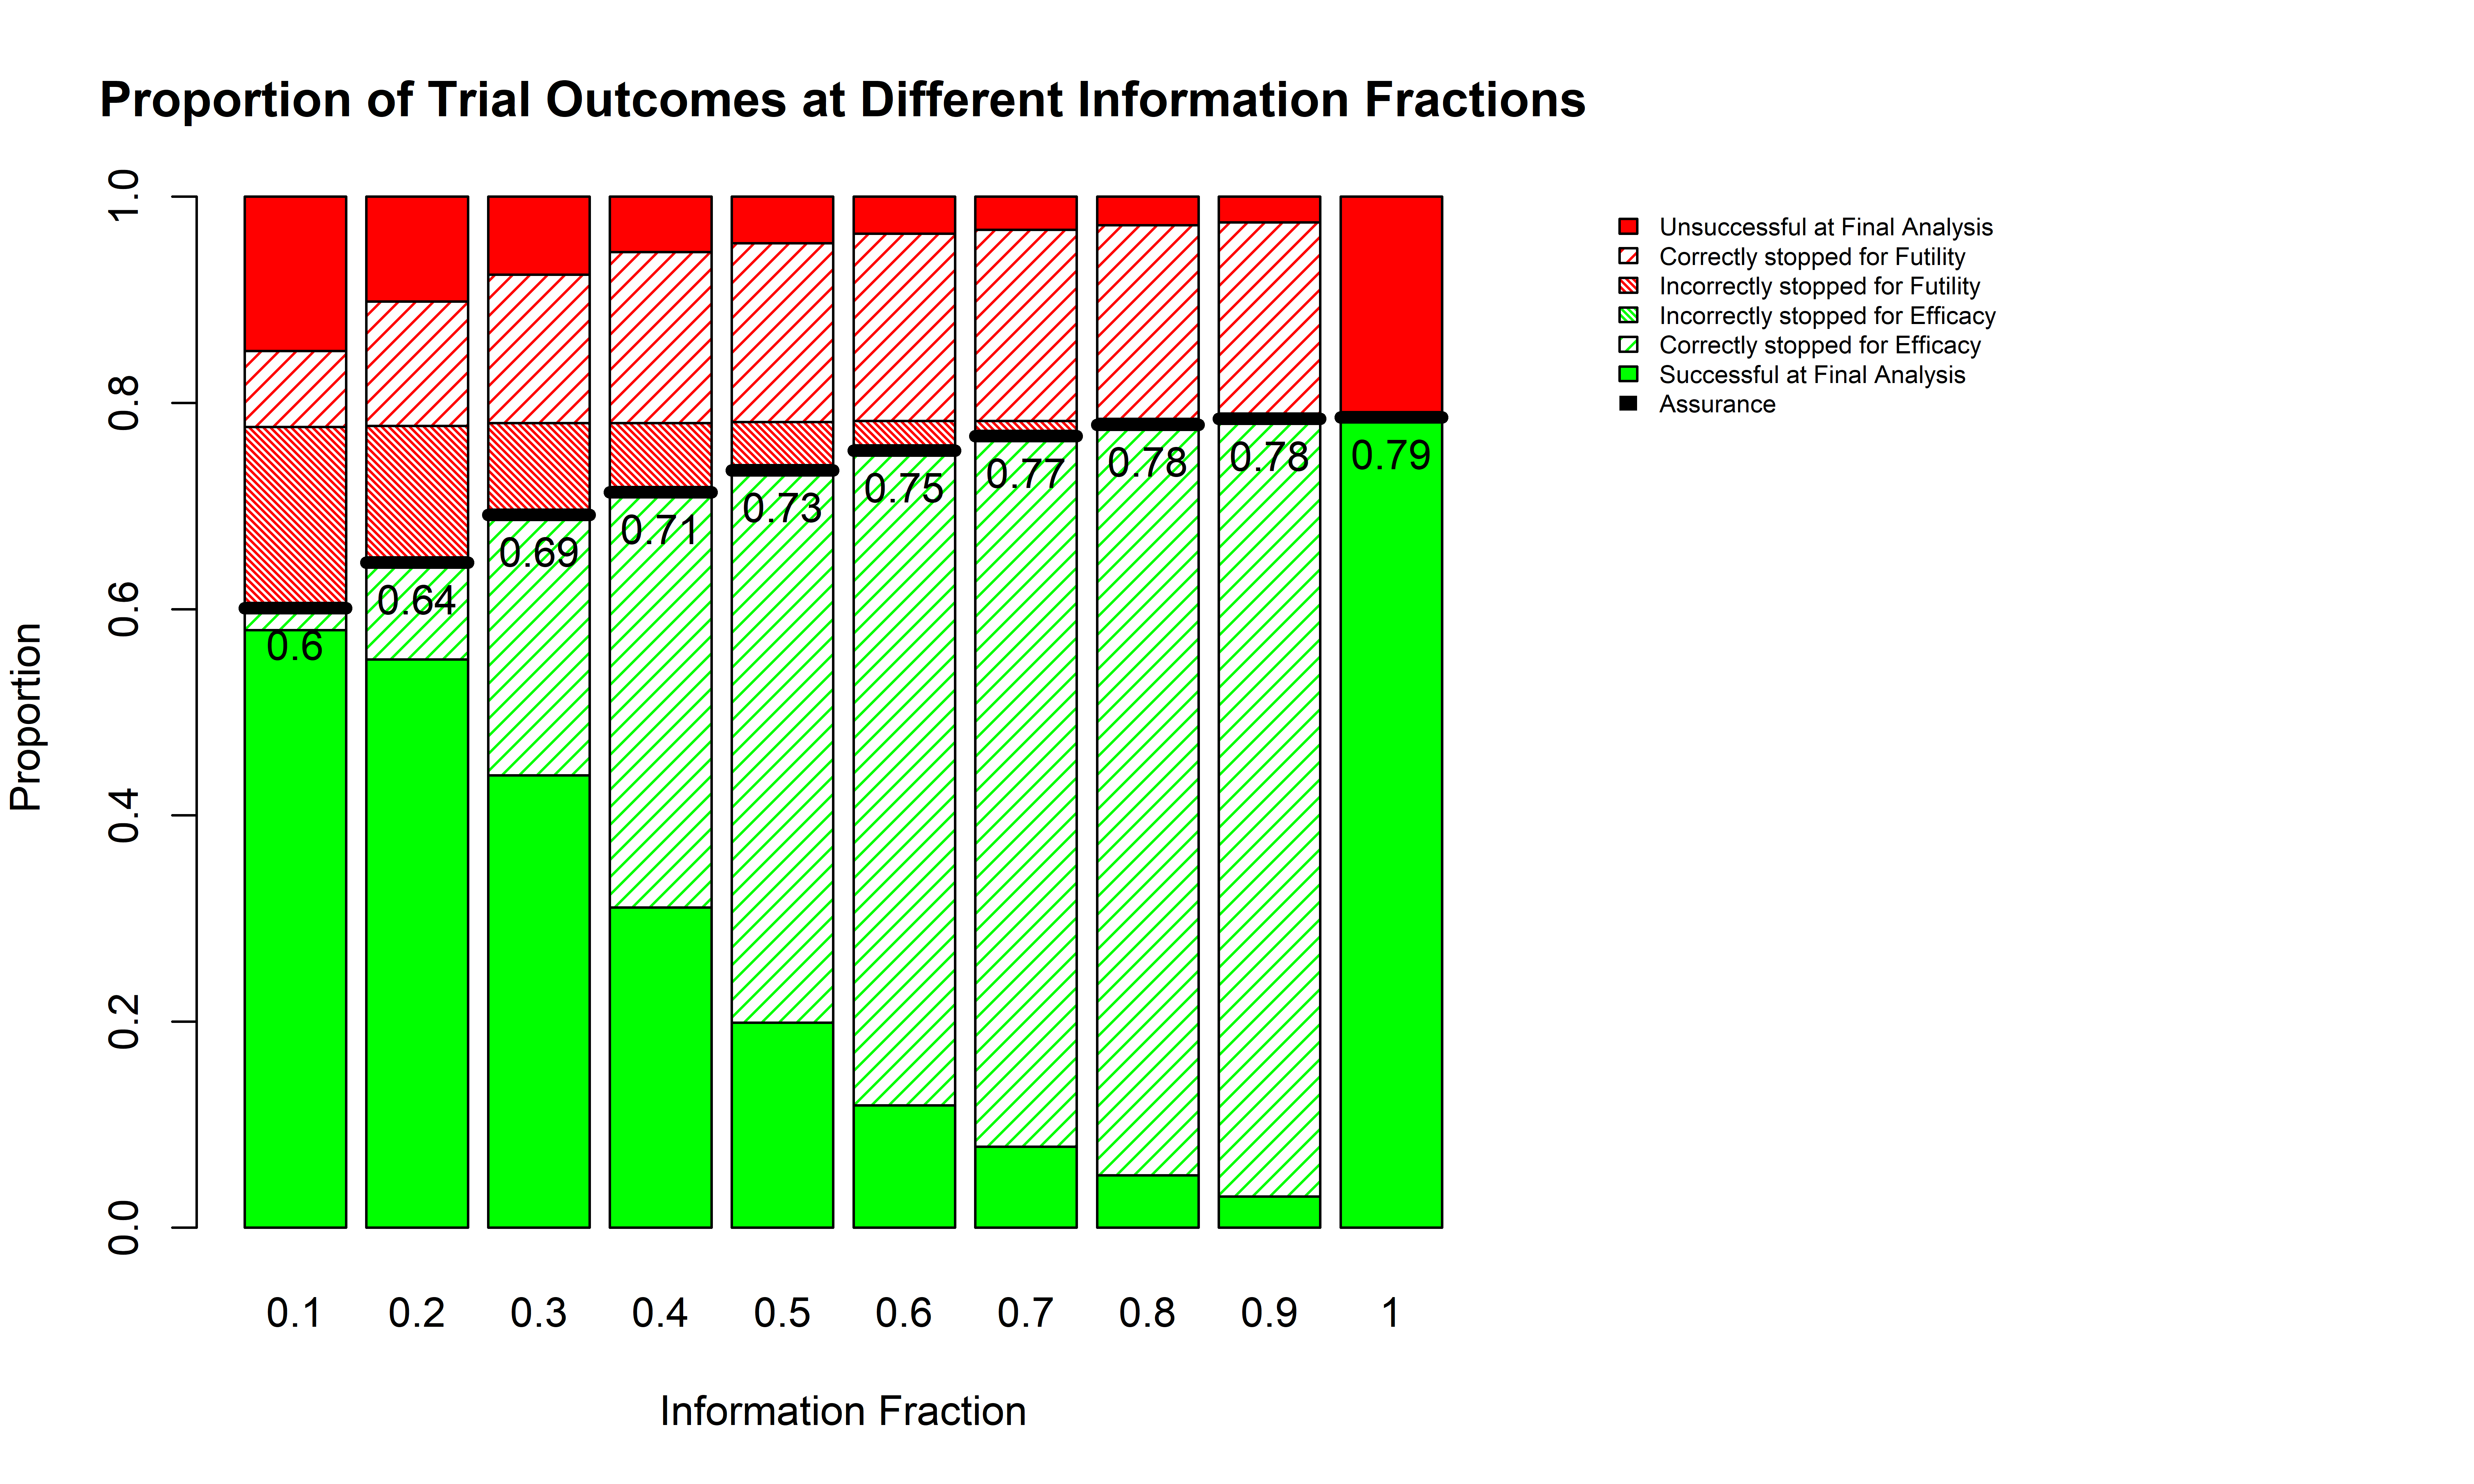 Proportion of Trial Outcomes at Different Information Fractions
Proportion
1.0
0.8
0.6
0.4
0.2
0.0
0.6
0.64
0.69
0.71
0.73
0.75
0.77
0.78
0.78
0.79
0.1 0.2 0.3 0.4 0.5 0.6 0.7 0.8 0.9 1
Information Fraction
Unsuccessful at Final Analysis
Correctly stopped for Futility
Incorrectly stopped for Futility
Incorrectly stopped for Efficacy
Correctly stopped for Efficacy
Successful at Final Analysis
Assurance